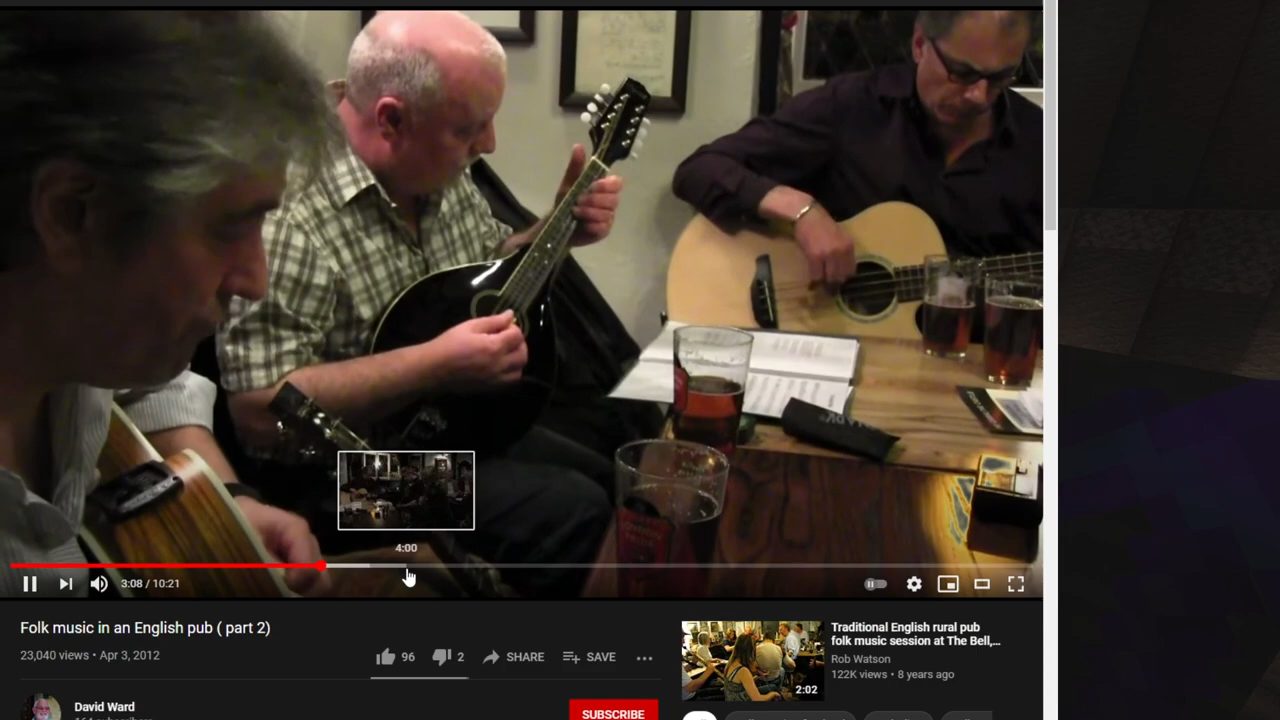 4:00
3:08 / 10:21
Folk music in an English pub ( part 2)
23,040 views • Apr 3, 2012
96
2
SHARE
SAVE
David Ward
SUBSCRIBE
Traditional English rural pub
folk music session at The Bell,...
Rob Watson
122K views • 8 years ago
2:02